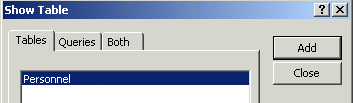 Show Table
Tables Queries Both
Add
Close
Personnel